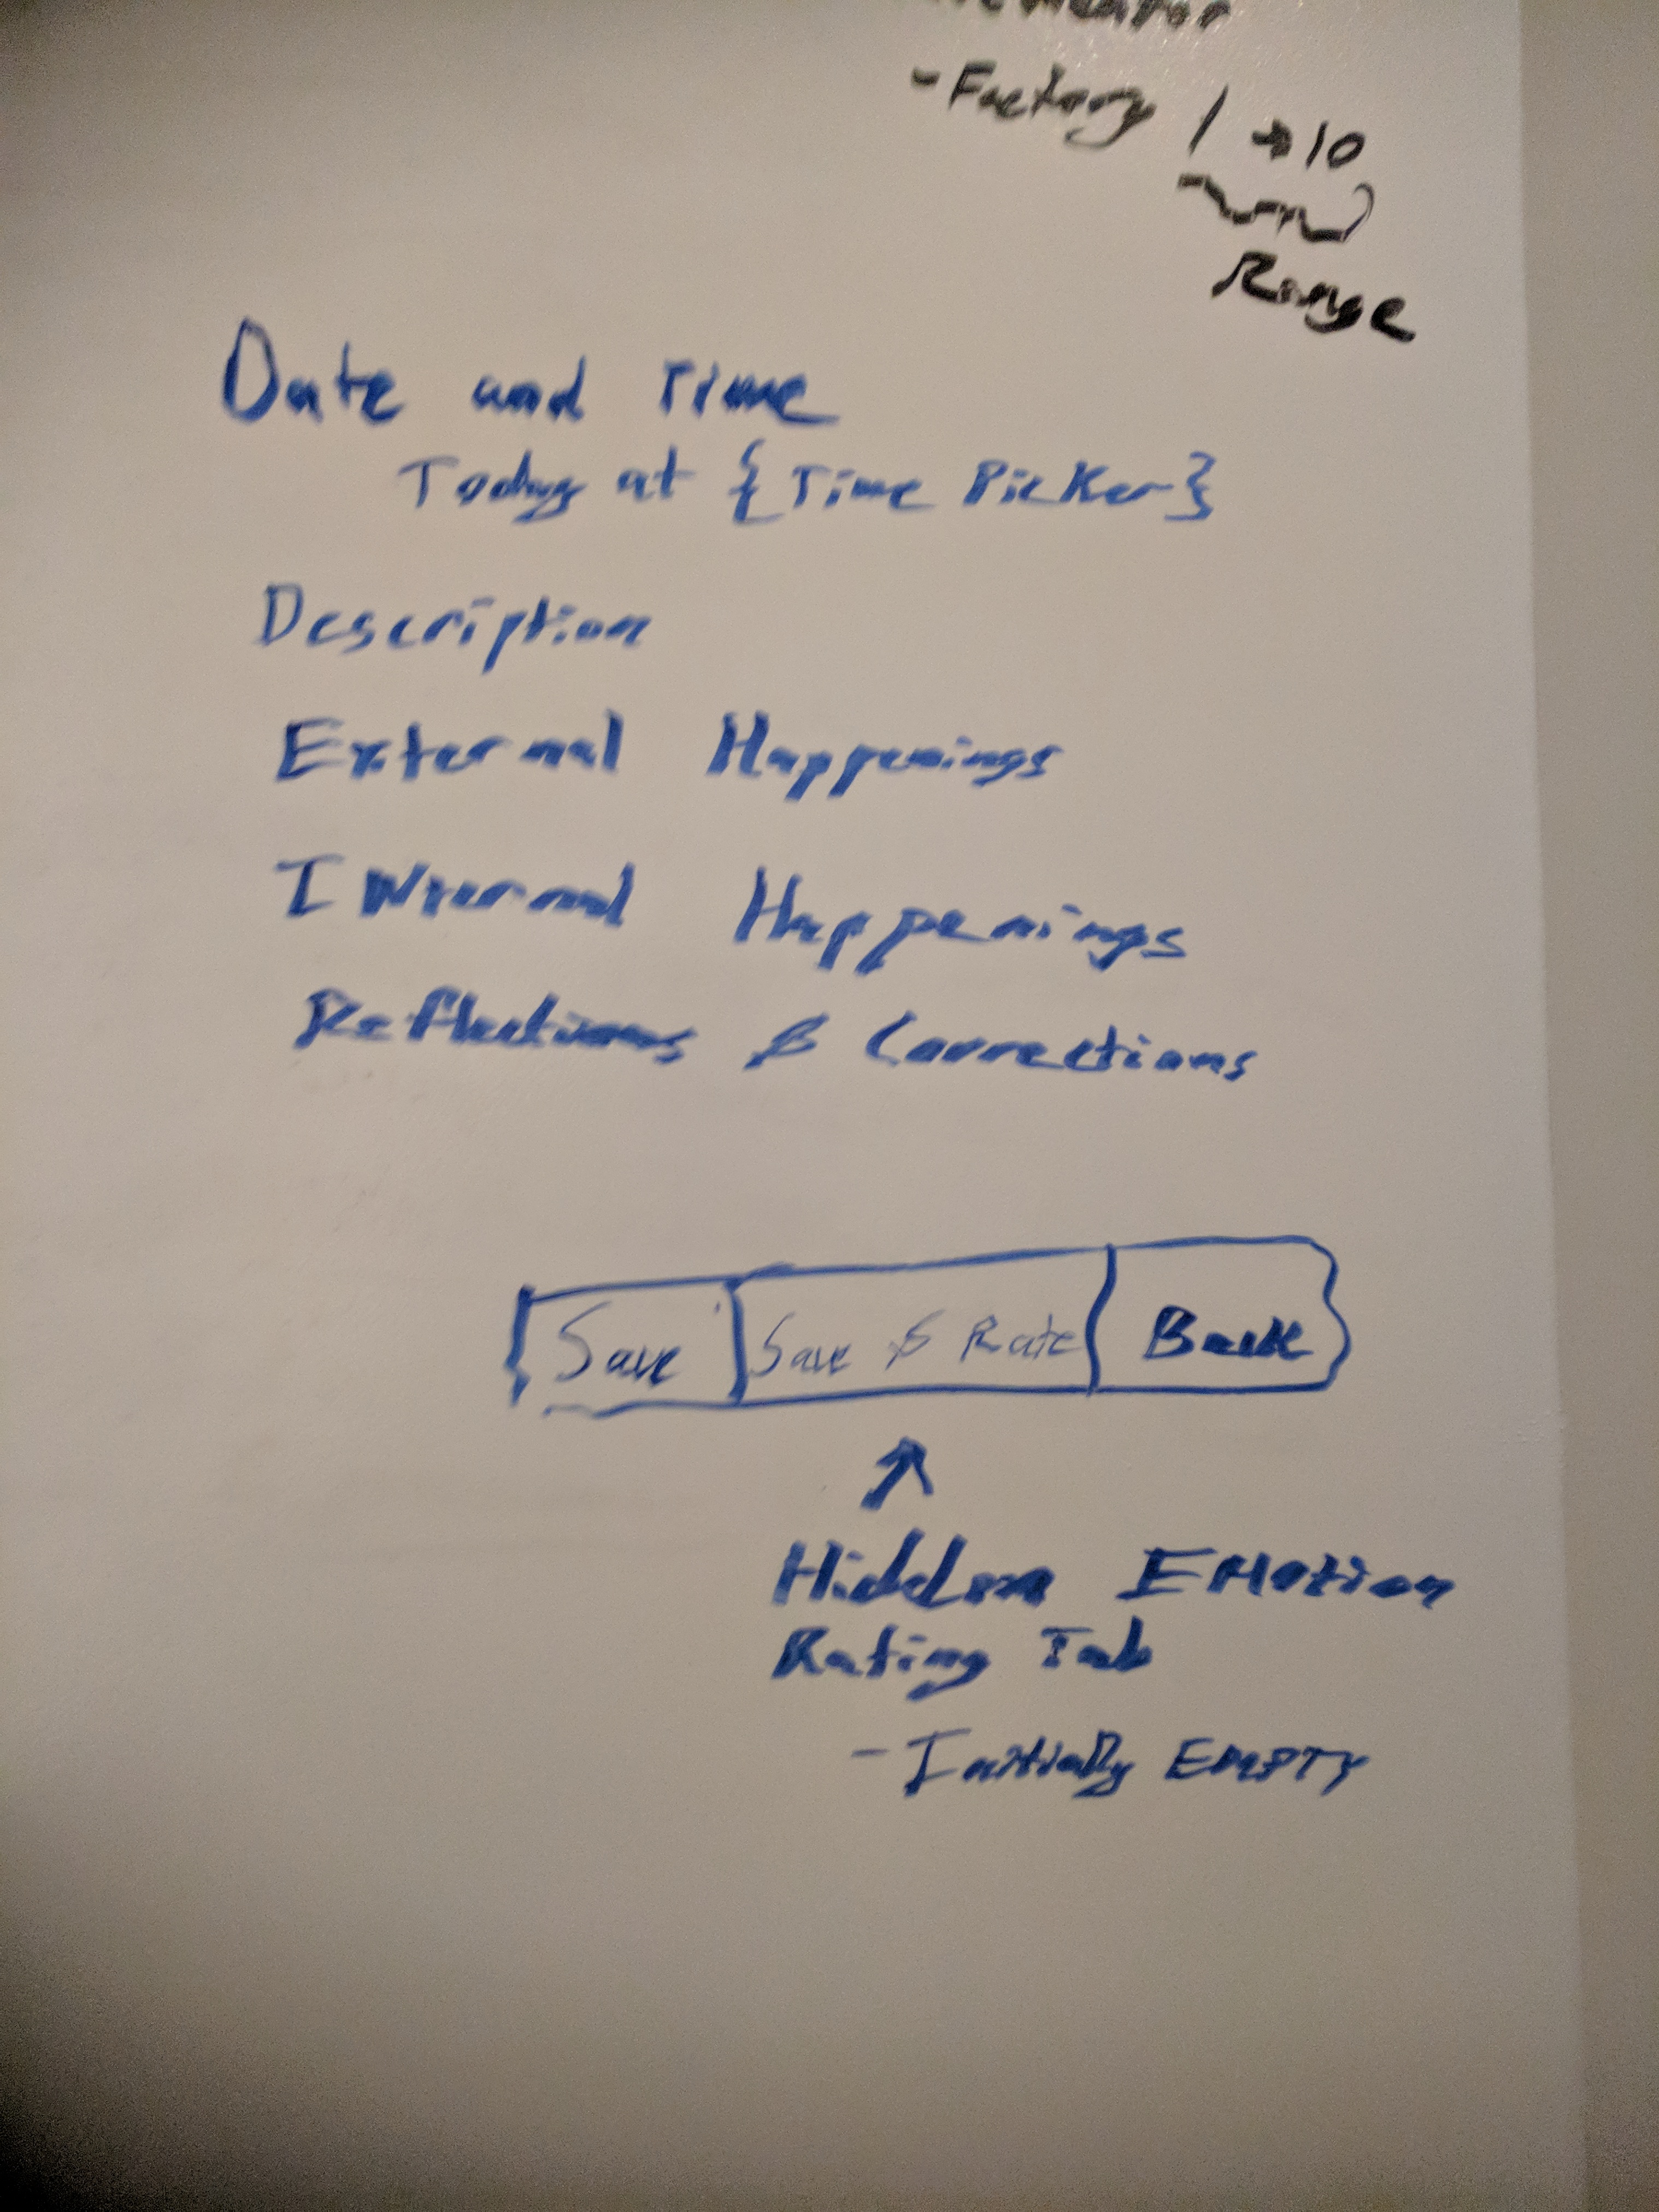 - Factory 1 → 10
Range
Date and Time
Today at {Time Picker}
Description
External Happenings
Internal Happenings
Reflections & Corrections
Save Save & Rate Back
↑
Hidden Emotion
Rating Tab
- Initially EMPTY